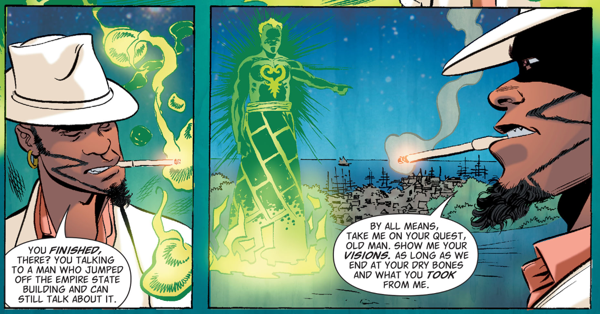 YOU FINISHED,
THERE? YOU TALKING
TO A MAN WHO JUMPED
OFF THE EMPIRE STATE
BUILDING AND CAN
STILL TALK ABOUT IT.
BY ALL MEANS,
TAKE ME ON YOUR QUEST,
OLD MAN. SHOW ME YOUR
VISIONS. AS LONG AS WE
END AT YOUR DRY BONES
AND WHAT YOU TOOK
FROM ME.